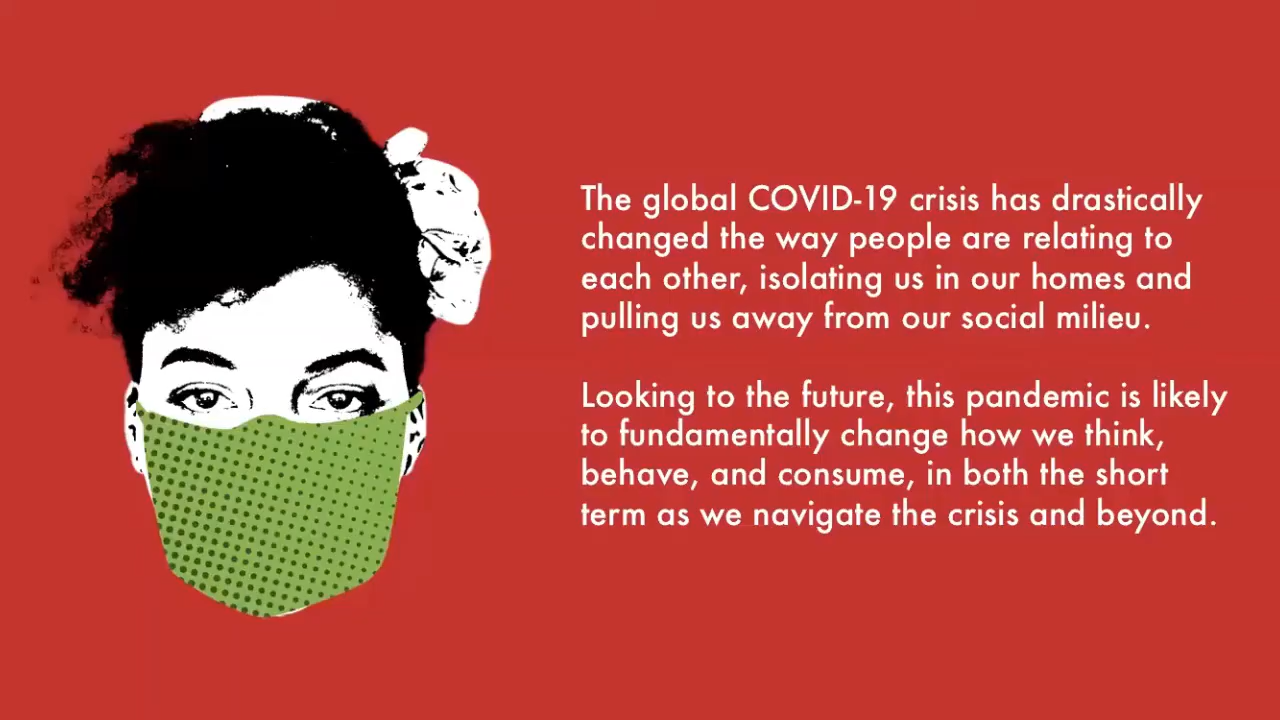 The global COVID-19 crisis has drastically
changed the way people are relating to
each other, isolating us in our homes and
pulling us away from our social milieu.
Looking to the future, this pandemic is likely
to fundamentally change how we think,
behave, and consume, in both the short
term as we navigate the crisis and beyond.